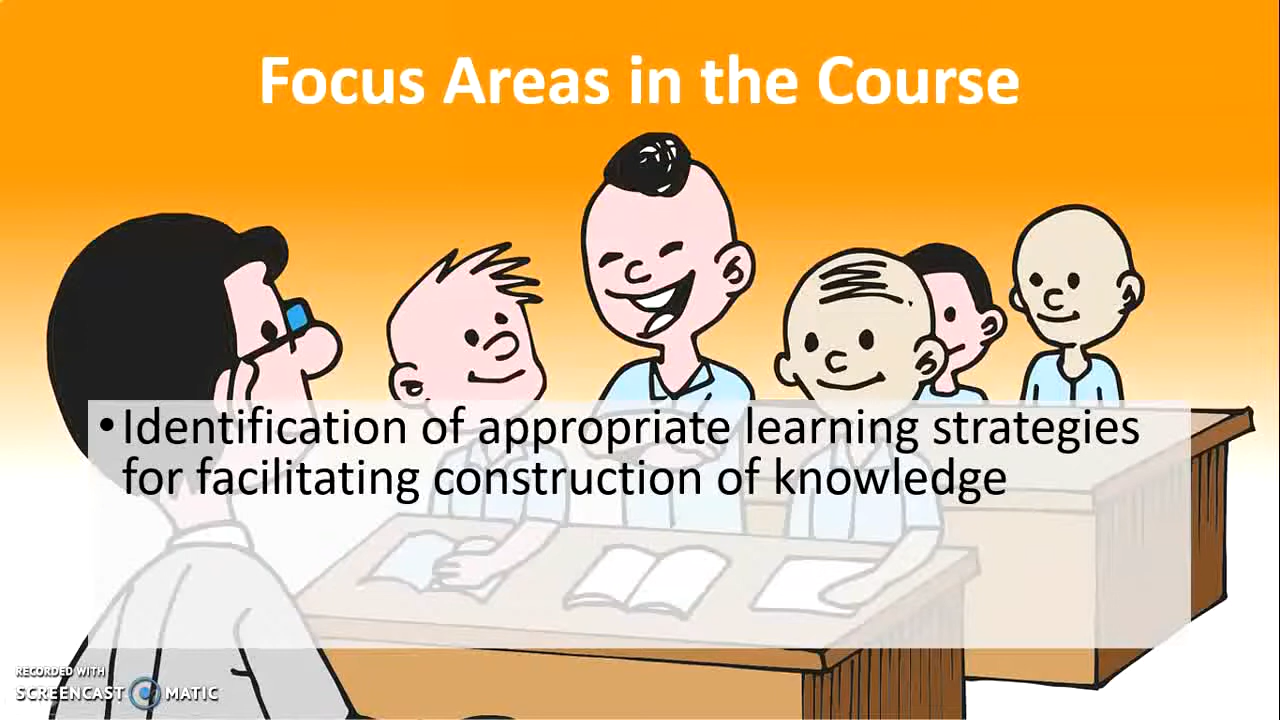 Focus Areas in the Course
•Identification of appropriate learning strategies
for facilitating construction of knowledge
RECORDED WITH
SCREENCAST MATIC